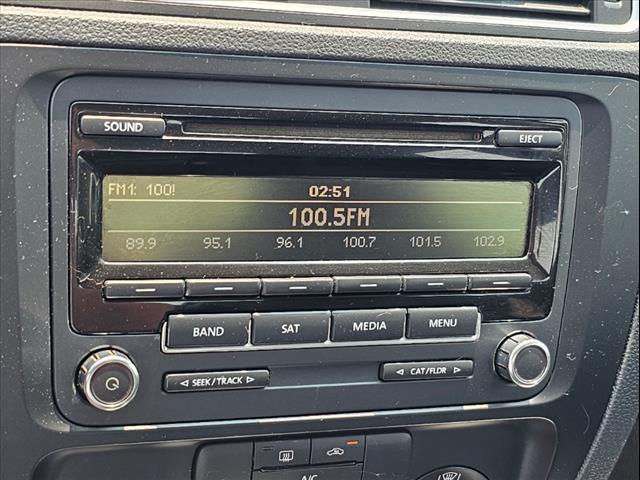 SOUND
EJECT
FM1: 100!
02:51
100.5FM
89.9 95.1 96.1 100.7 101.5 102.9
BAND SAT MEDIA MENU
◁ SEEK/TRACK ▷
◁ CAT/FLDR ▷
A/C